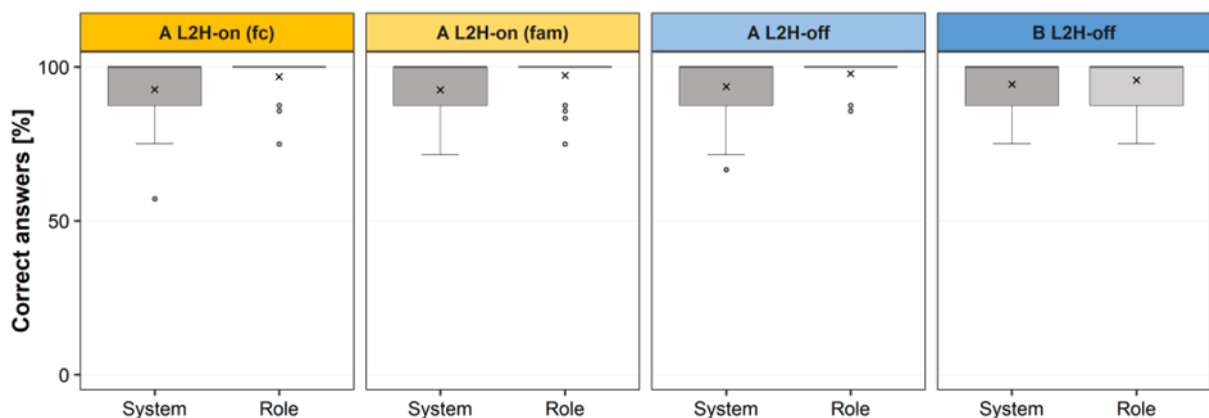 A L2H-on (fc)
A L2H-on (fam)
A L2H-off
B L2H-off
Correct answers [%]
100
50
0
System
Role
System
Role
System
Role
System
Role